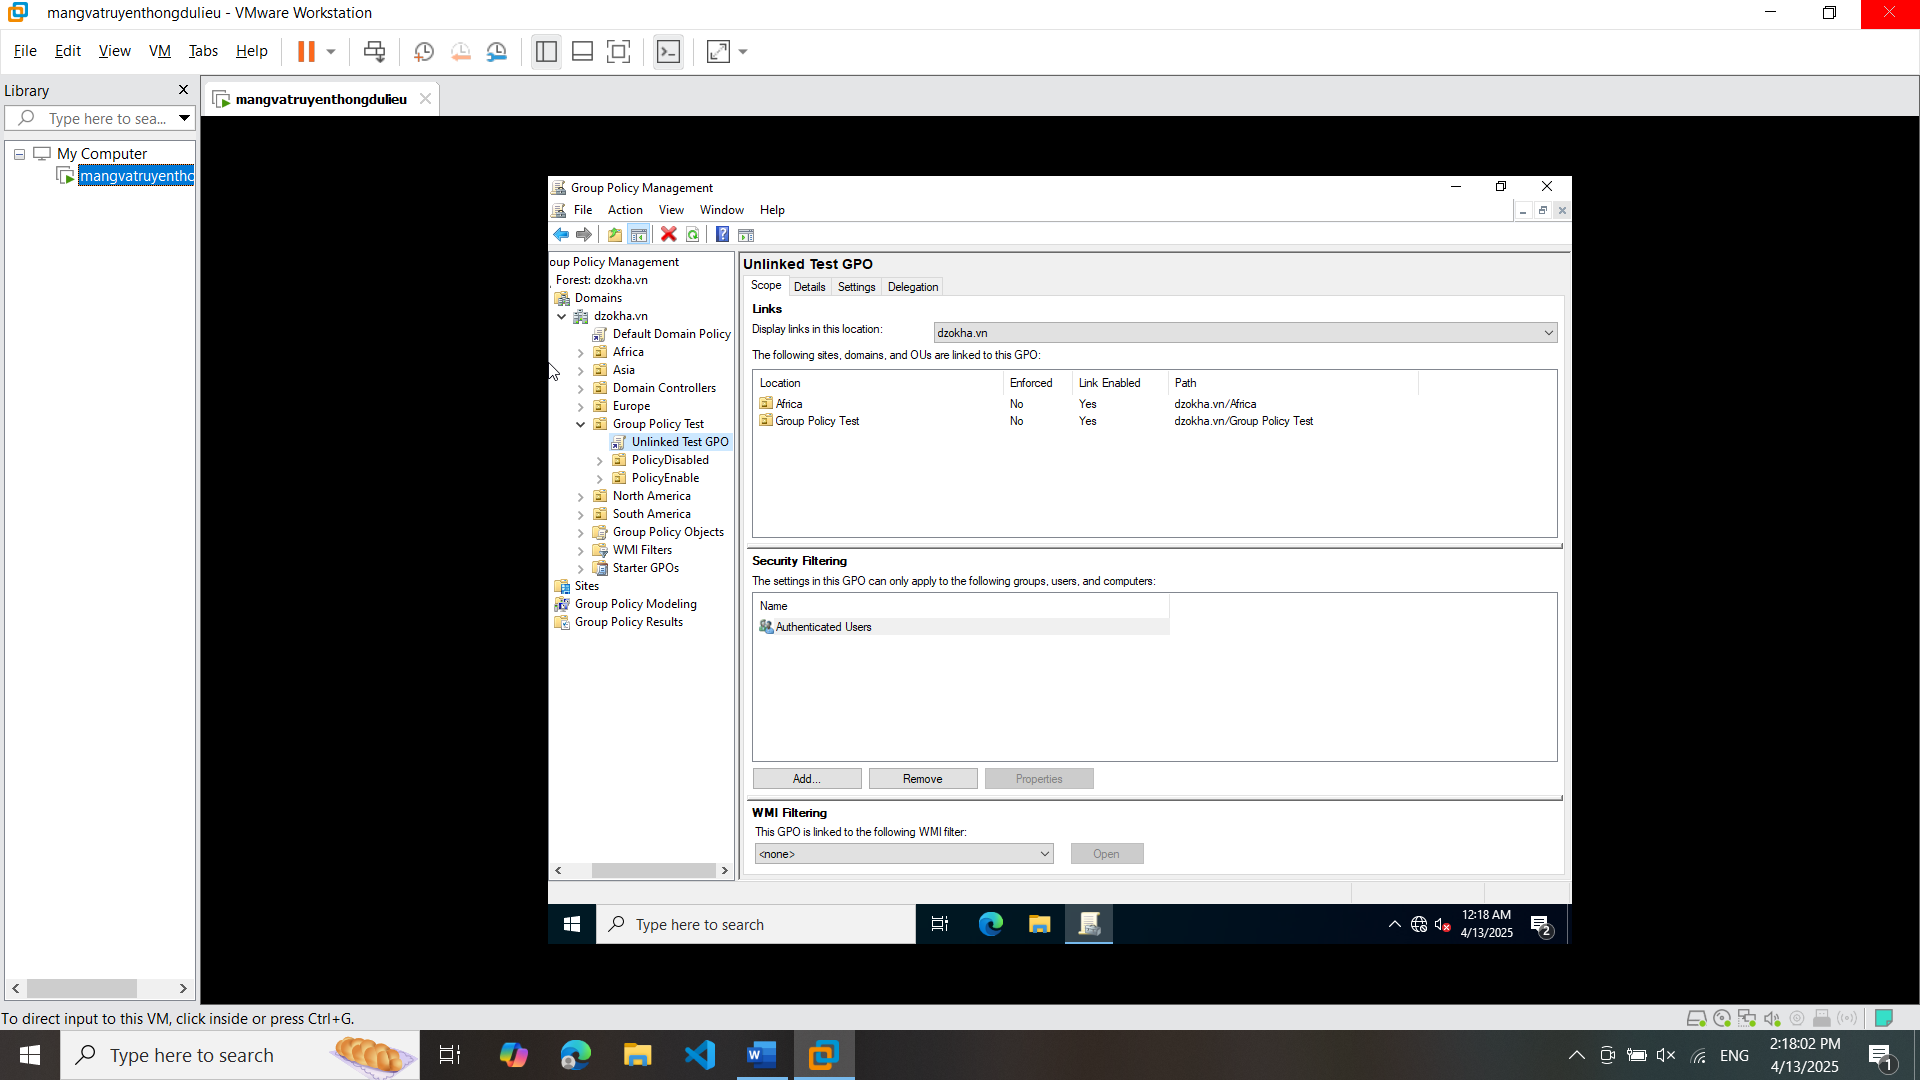 mangvatruyenthongdulieu - VMware Workstation
File Edit View VM Tabs Help
Library
mangvatruyenthongdulieu
Type here to sea...
My Computer
mangvatruyenthc
Group Policy Management
File Action View Window Help
oup Policy Management
Forest: dzokha.vn
Domains
dzokha.vn
Default Domain Policy
Africa
Asia
Domain Controllers
Europe
Group Policy Test
Unlinked Test GPO
PolicyDisabled
PolicyEnable
North America
South America
Group Policy Objects
WMI Filters
Starter GPOs
Sites
Group Policy Modeling
Group Policy Results
Unlinked Test GPO
Scope Details Settings Delegation
Links
Display links in this location: dzokha.vn
The following sites, domains, and OUs are linked to this GPO:
Location Enforced Link Enabled Path
Africa No Yes dzokha.vn/Africa
Group Policy Test No Yes dzokha.vn/Group Policy Test
Security Filtering
The settings in this GPO can only apply to the following groups, users, and computers:
Name
Authenticated Users
Add... Remove Properties
WMI Filtering
This GPO is linked to the following WMI filter:
<none> Open
Type here to search
12:18 AM
4/13/2025
2
To direct input to this VM, click inside or press Ctrl+G.
Type here to search
ENG
2:18:02 PM
4/13/2025
1